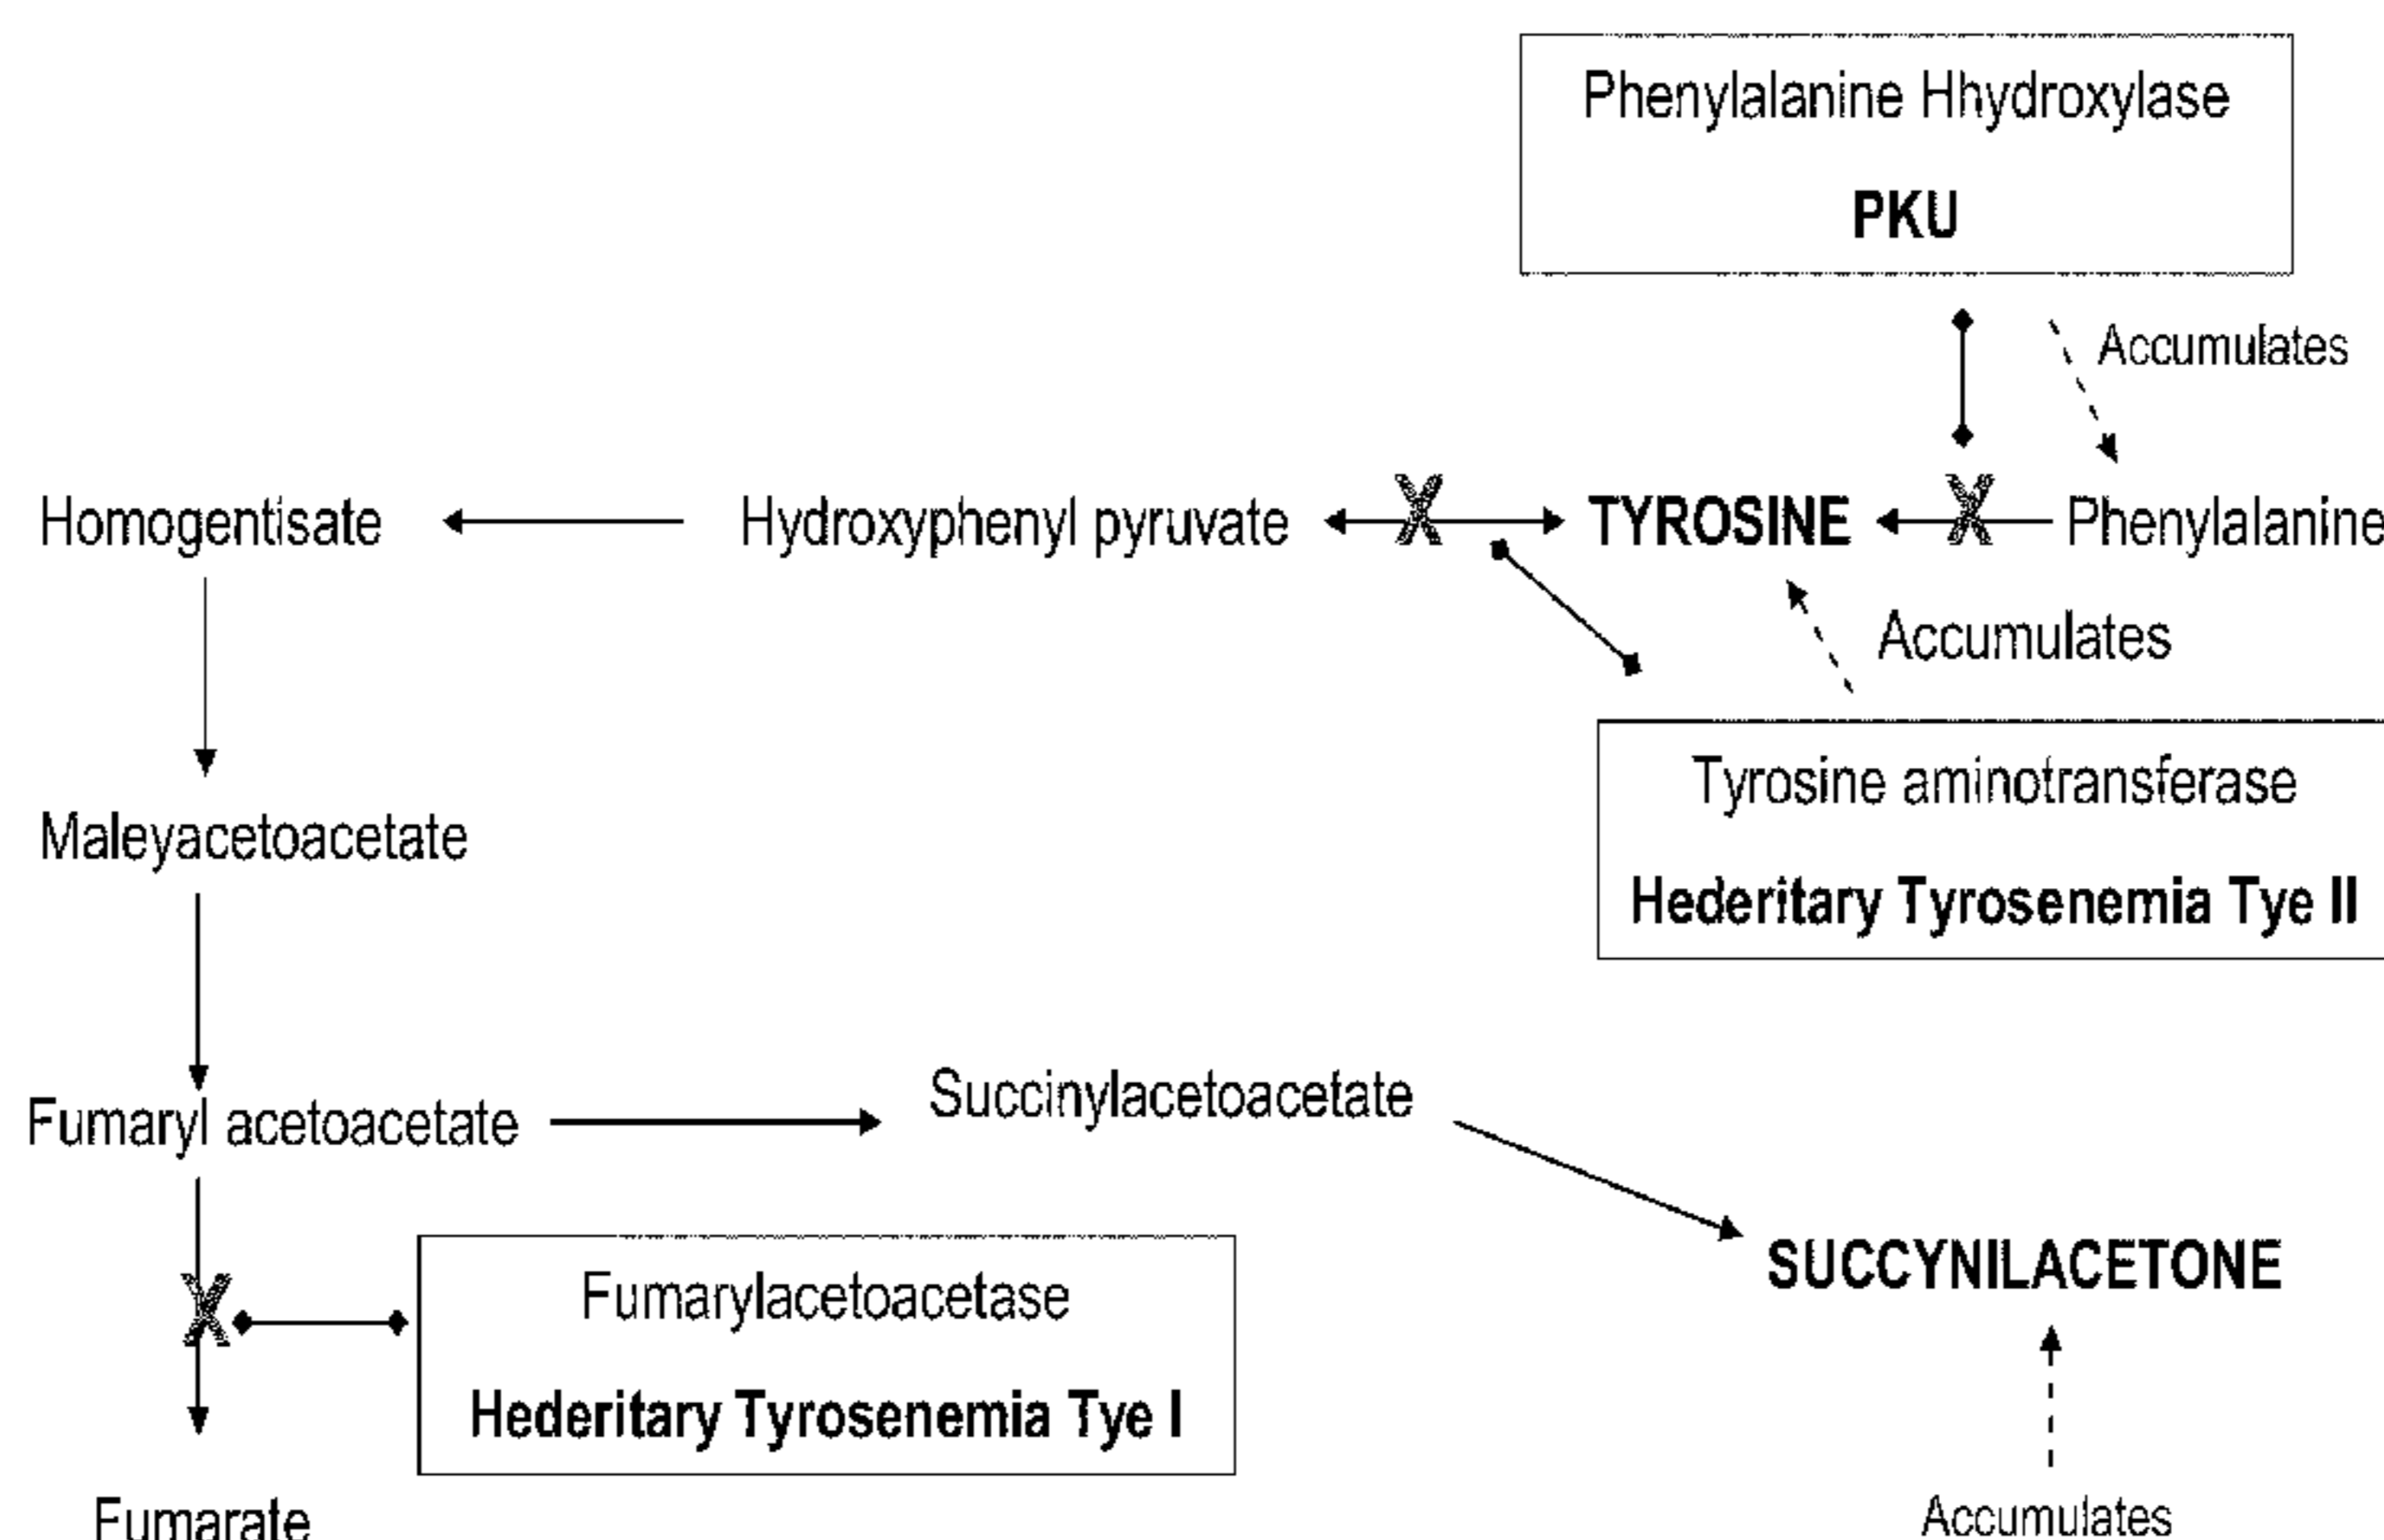 Phenylalanine Hhydroxylase
PKU
Accumulates
Homogentisate
Hydroxyphenyl pyruvate
X
TYROSINE
X
Phenylalanine
Accumulates
Tyrosine aminotransferase
Hederitary Tyrosenemia Tye II
Maleyacetoacetate
Fumaryl acetoacetate
Succinylacetoacetate
SUCCYNILACETONE
X
Fumarylacetoacetase
Hederitary Tyrosenemia Tye I
Fumarate
Accumulates